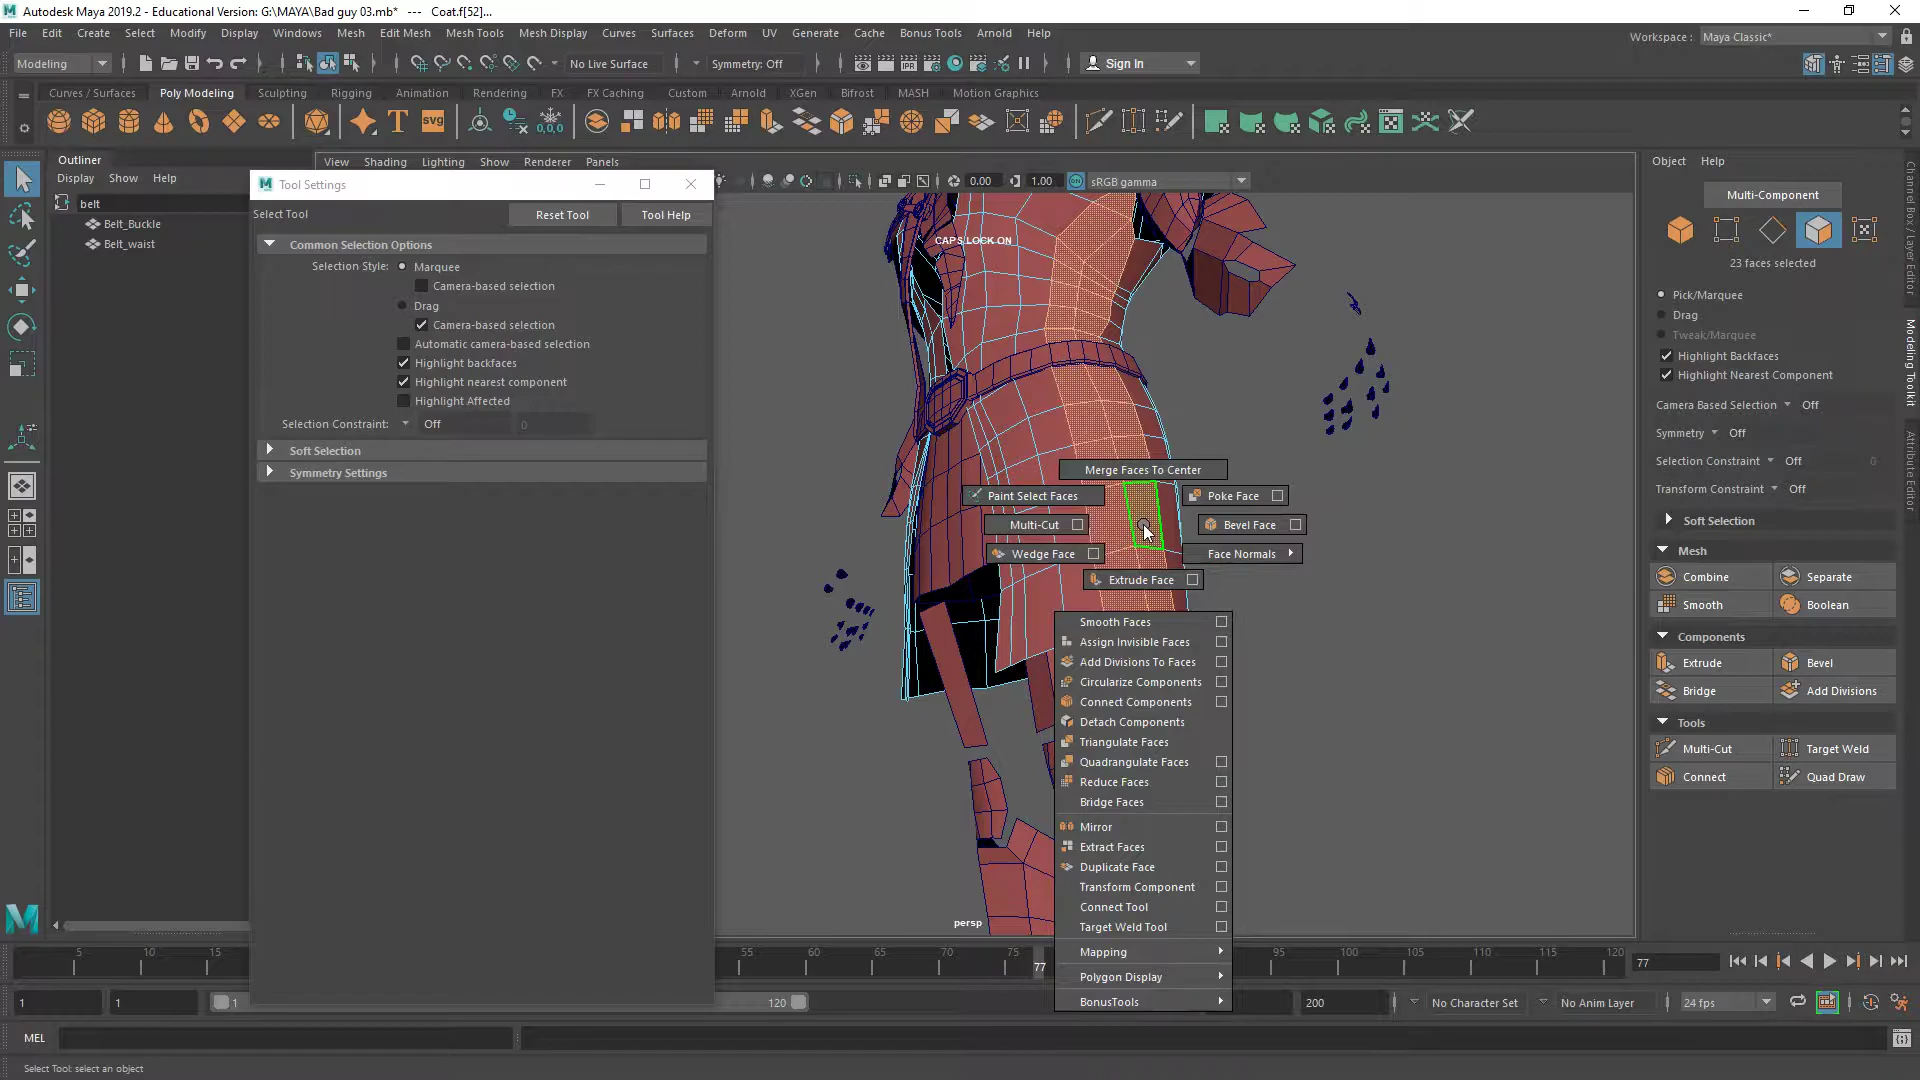 Autodesk Maya 2019.2 - Educational Version: G:\MAYA\Bad guy 03.mb*   ---   Coat.f[52]...
File Edit Create Select Modify Display Windows Mesh Edit Mesh Mesh Tools Mesh Display Curves Surfaces Deform UV Generate Cache Bonus Tools Arnold Help
Workspace : Maya Classic*
Modeling No Live Surface Symmetry: Off Sign In
Curves / Surfaces Poly Modeling Sculpting Rigging Animation Rendering FX FX Caching Custom Arnold XGen Bifrost MASH Motion Graphics
Outliner
Display Show Help
belt
Belt_Buckle
Belt_waist
View Shading Lighting Show Renderer Panels
0.00 1.00 sRGB gamma
Tool Settings
Select Tool Reset Tool Tool Help
Common Selection Options
Selection Style: Marquee
Camera-based selection
Drag
Camera-based selection
Automatic camera-based selection
Highlight backfaces
Highlight nearest component
Highlight Affected
Selection Constraint: Off 0
Soft Selection
Symmetry Settings
CAPS LOCK ON
Merge Faces To Center
Paint Select Faces Poke Face
Multi-Cut Bevel Face
Wedge Face Face Normals
Extrude Face
Smooth Faces
Assign Invisible Faces
Add Divisions To Faces
Circularize Components
Connect Components
Detach Components
Triangulate Faces
Quadrangulate Faces
Reduce Faces
Bridge Faces
Mirror
Extract Faces
Duplicate Face
Transform Component
Connect Tool
Target Weld Tool
Mapping
Polygon Display
BonusTools
persp
Object Help
Multi-Component
23 faces selected
Pick/Marquee
Drag
Tweak/Marquee
Highlight Backfaces
Highlight Nearest Component
Camera Based Selection Off
Symmetry Off
Selection Constraint Off 0
Transform Constraint Off
Soft Selection
Mesh
Combine Separate
Smooth Boolean
Components
Extrude Bevel
Bridge Add Divisions
Tools
Multi-Cut Target Weld
Connect Quad Draw
Channel Box / Layer Editor
Modeling Toolkit
Attribute Editor
5 10 15 55 60 65 70 75 77 95 100 105 110 115 120 77
1 1 1 120 200 No Character Set No Anim Layer 24 fps
MEL
Select Tool: select an object